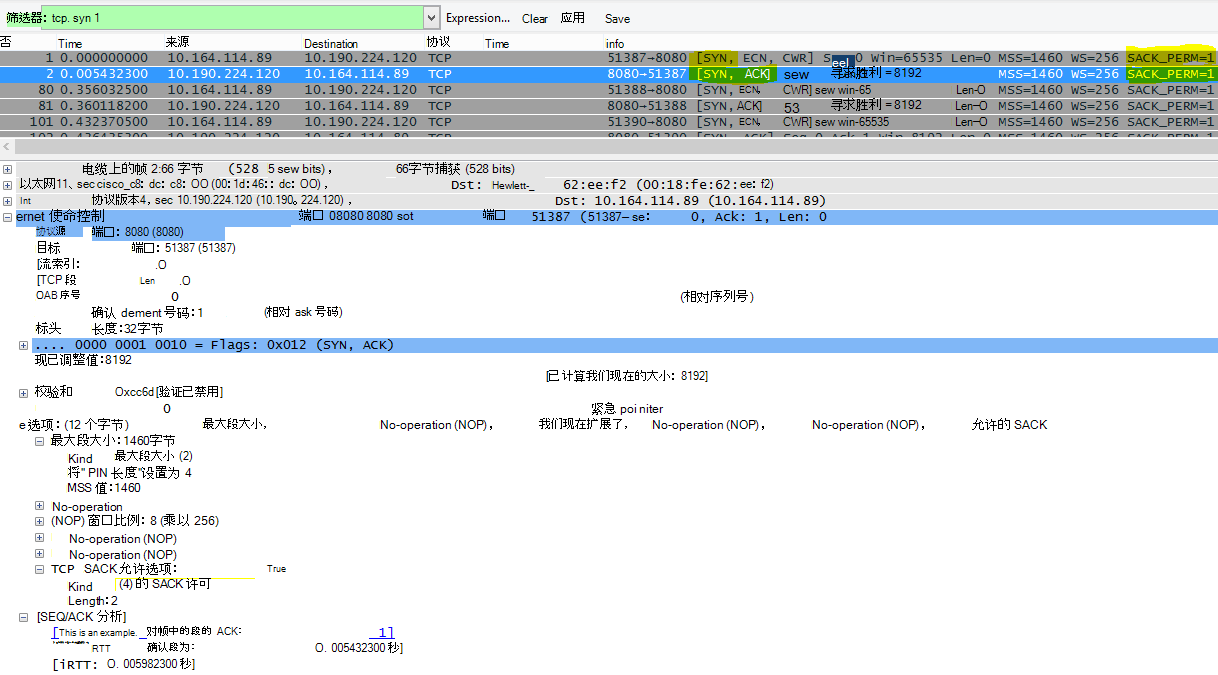 筛选器: tcp. syn 1 Expression... Clear 应用 Save
否 Time 来源 Destination 协议 Time info
1 0.000000000 10.164.114.89 10.190.224.120 TCP 51387→8080 [SYN, ECN, CWR] 0 Win=65535 Len=0 MSS=1460 WS=256 SACK_PERM=1
2 0.005432300 10.190.224.120 10.164.114.89 TCP 8080→51387 [SYN, ACK] sew 寻求胜利 =8192 MSS=1460 WS=256 SACK_PERM=1
80 0.356032500 10.164.114.89 10.190.224.120 TCP 51388→8080 [SYN, ECN, CWR] sew win-65 Len-O MSS=1460 WS=256 SACK_PERM=1
81 0.360118200 10.190.224.120 10.164.114.89 TCP 8080→51388 [SYN,ACK] 53 寻求胜利 =8192 Len-O MSS=1460 WS=256 SACK_PERM=1
101 0.432370500 10.164.114.89 10.190.224.120 TCP 51390→8080 [SYN, ECN, CWR] sew win-65535 Len-O MSS=1460 WS=256 SACK_PERM=1
电缆上的帧 2:66 字节 (528 5 sew bits) , 66字节捕获 (528 bits)
以太网11、sec cisco_c8: dc: c8: OO (00: 1d :46: : dc: OO) , Dst: Hewlett-_ 62:ee:f2 (00:18:fe:62:ee: f2)
Int 协议版本4，sec 10.190.224.120 (10.190。224.120) , Dst: 10.164.114.89 (10.164.114.89)
ernet 使命控制 端口 08080 8080 sot 端口 51387 (51387-se: 0, Ack: 1, Len: 0
协议源 端口: 8080 (8080)
目标 端口: 51387 (51387)
[流索引: .O
[TCP 段 Len .O
OAB 序号 0 (相对序列号)
确认 dement 号码: 1 (相对 ask 号码)
标头 长度:32字节
.... 0000 0001 0010 = Flags: 0x012 (SYN, ACK)
现已调整值:8192
[已计算我们现在的大小: 8192]
校验和 Oxcc6d [验证已禁用]
0 紧急 poi niter
e 选项: (12 个字节) 最大段大小, No-operation (NOP) , 我们现在扩展了, No-operation (NOP) , No-operation (NOP) , 允许的 SACK
最大段大小:1460字节
Kind 最大段大小 (2)
将" PIN 长度"设置为 4
MSS 值:1460
No-operation
(NOP) 窗口比例: 8 (乘以 256)
No-operation (NOP)
No-operation (NOP)
TCP SACK 允许选项: True
Kind (4) 的 SACK 许可
Length:2
[SEQ/ACK 分析]
[This is an example. 对帧中的段的 ACK: 1]
RTT 确认段为: O. 005432300 秒]
[iRTT: O. 005982300 秒]